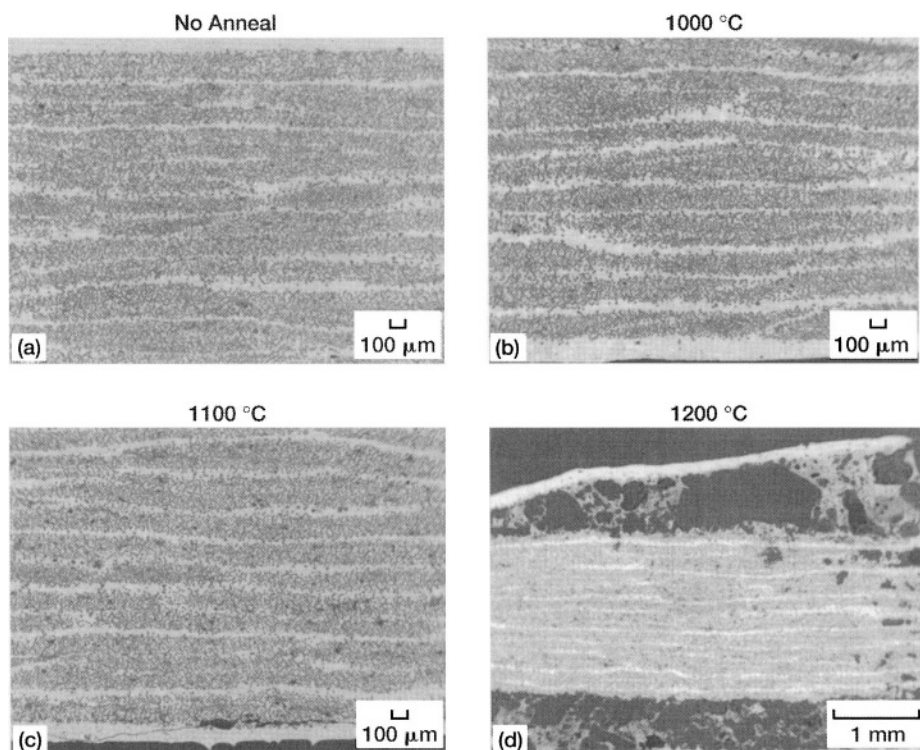 No Anneal
1000 °C
(a)
100 μm
(b)
100 μm
1100 °C
1200 °C
(c)
100 μm
(d)
1 mm